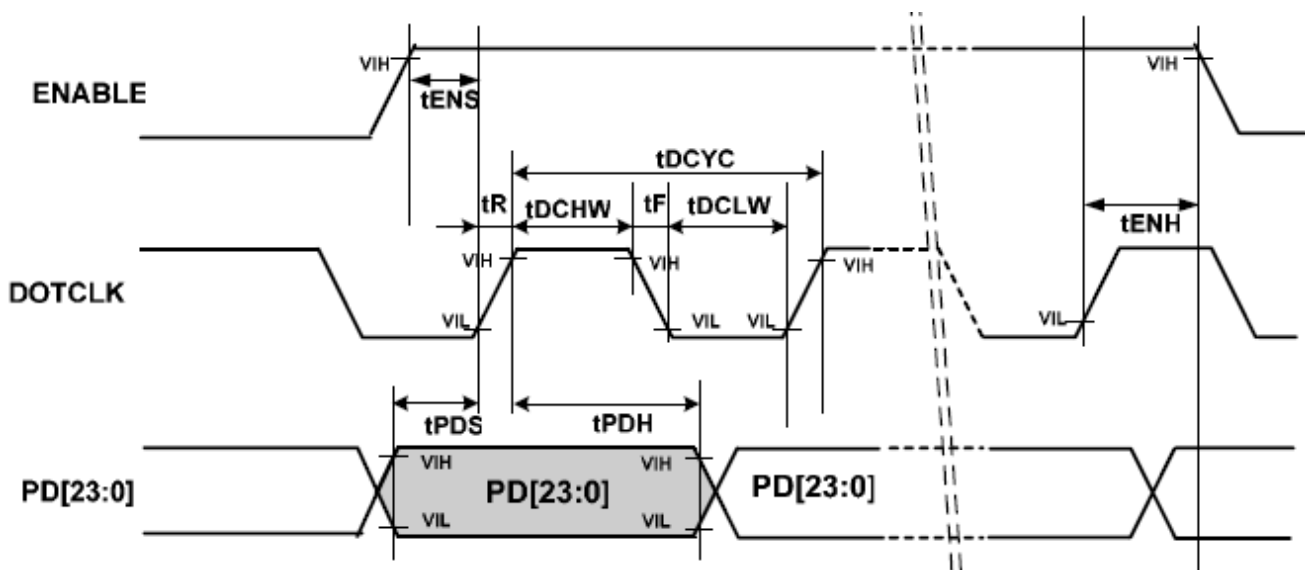 VIH VIH
ENABLE
tENS
tDCYC
tR tDCHW tF tDCLW
tENH
VIH VIH VIH
DOTCLK
VIL VIL VIL VIL
tPDS tPDH
VIH VIH
PD[23:0] PD[23:0] PD[23:0]
VIL VIL